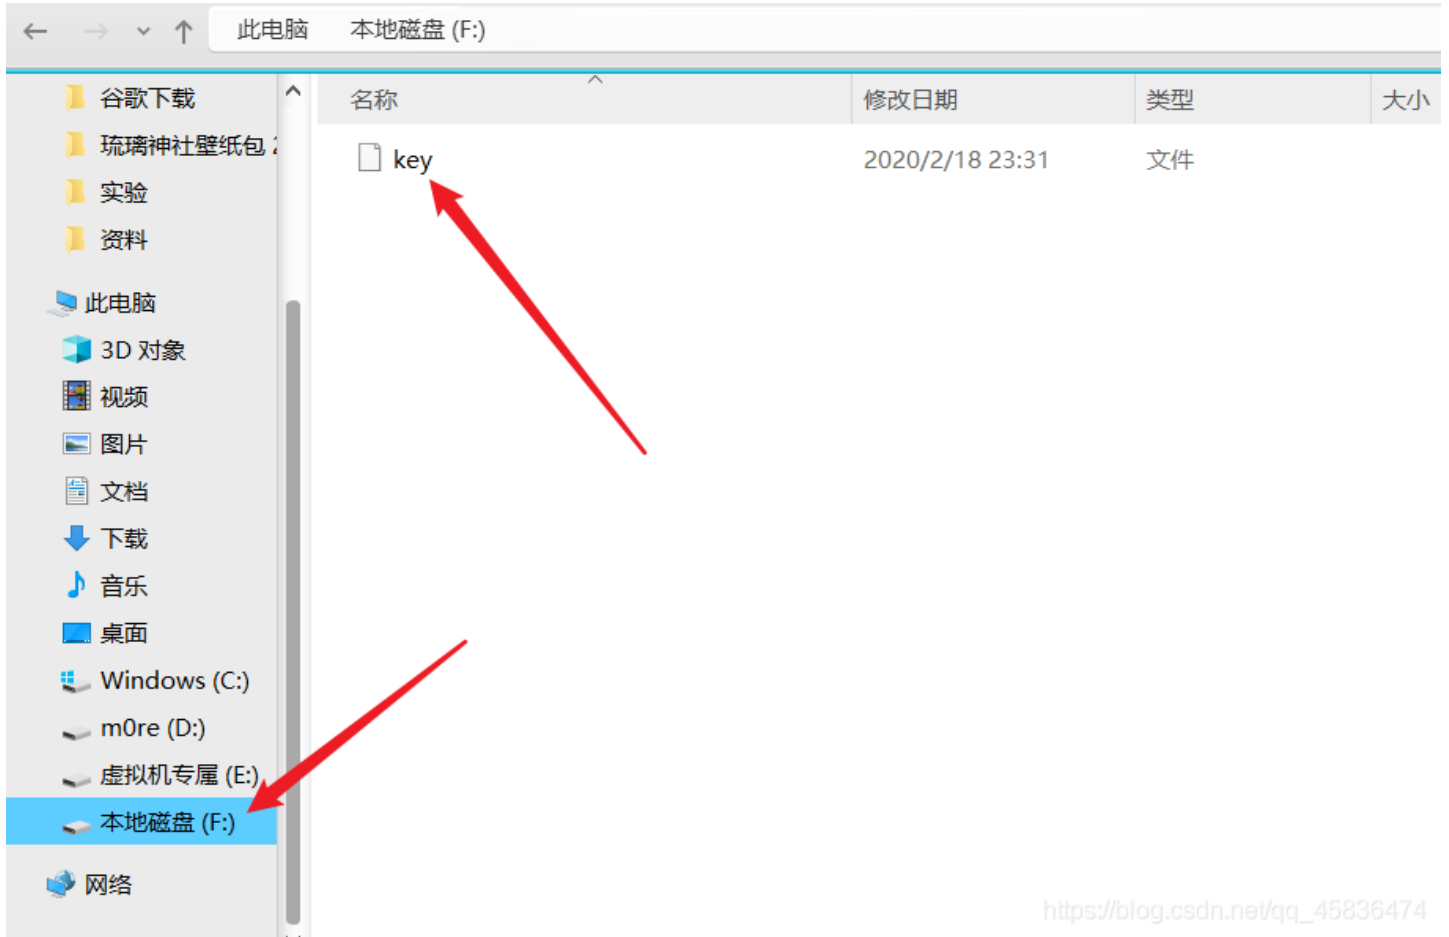 此电脑 本地磁盘 (F:)
名称 修改日期 类型 大小
key 2020/2/18 23:31 文件
谷歌下载
琉璃神社壁纸包
实验
资料
此电脑
3D 对象
视频
图片
文档
下载
音乐
桌面
Windows (C:)
m0re (D:)
虚拟机专属 (E:)
本地磁盘 (F:)
网络
https://blog.csdn.net/qq_45836474